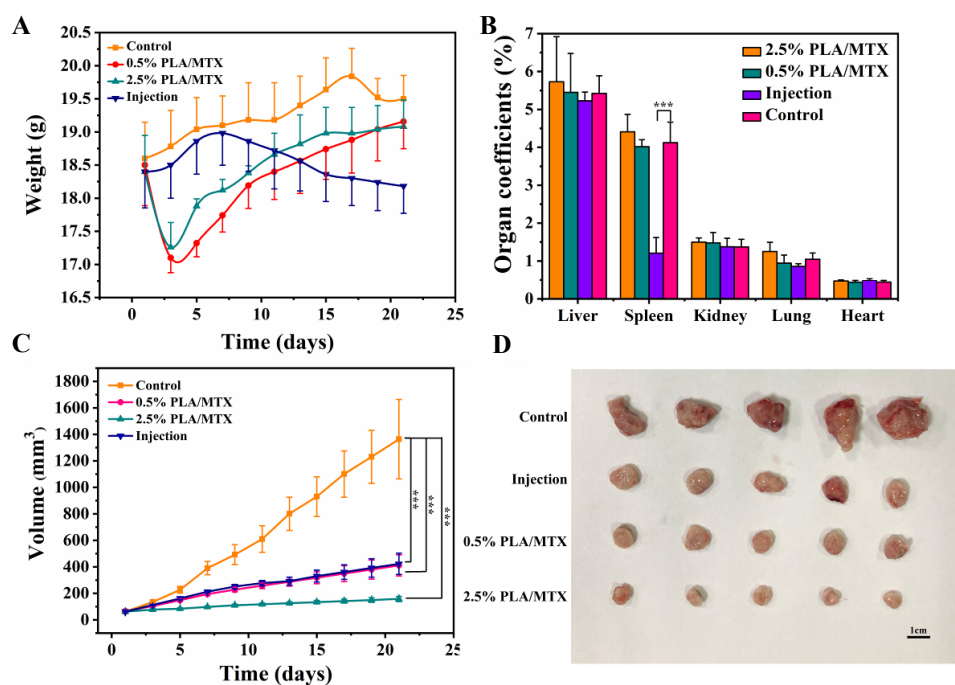 A
Control
0.5% PLA/MTX
2.5% PLA/MTX
Injection
Weight (g)
20.5
20.0
19.5
19.0
18.5
18.0
17.5
17.0
16.5
0 5 10 15 20 25
Time (days)
B
2.5% PLA/MTX
0.5% PLA/MTX
Injection
Control
***
Organ coefficients (%)
7
6
5
4
3
2
1
0
Liver Spleen Kidney Lung Heart
C
Control
0.5% PLA/MTX
2.5% PLA/MTX
Injection
Volume (mm³)
1800
1600
1400
1200
1000
800
600
400
200
0
0 5 10 15 20 25
Time (days)
***
***
***
D
Control
Injection
0.5% PLA/MTX
2.5% PLA/MTX
1cm